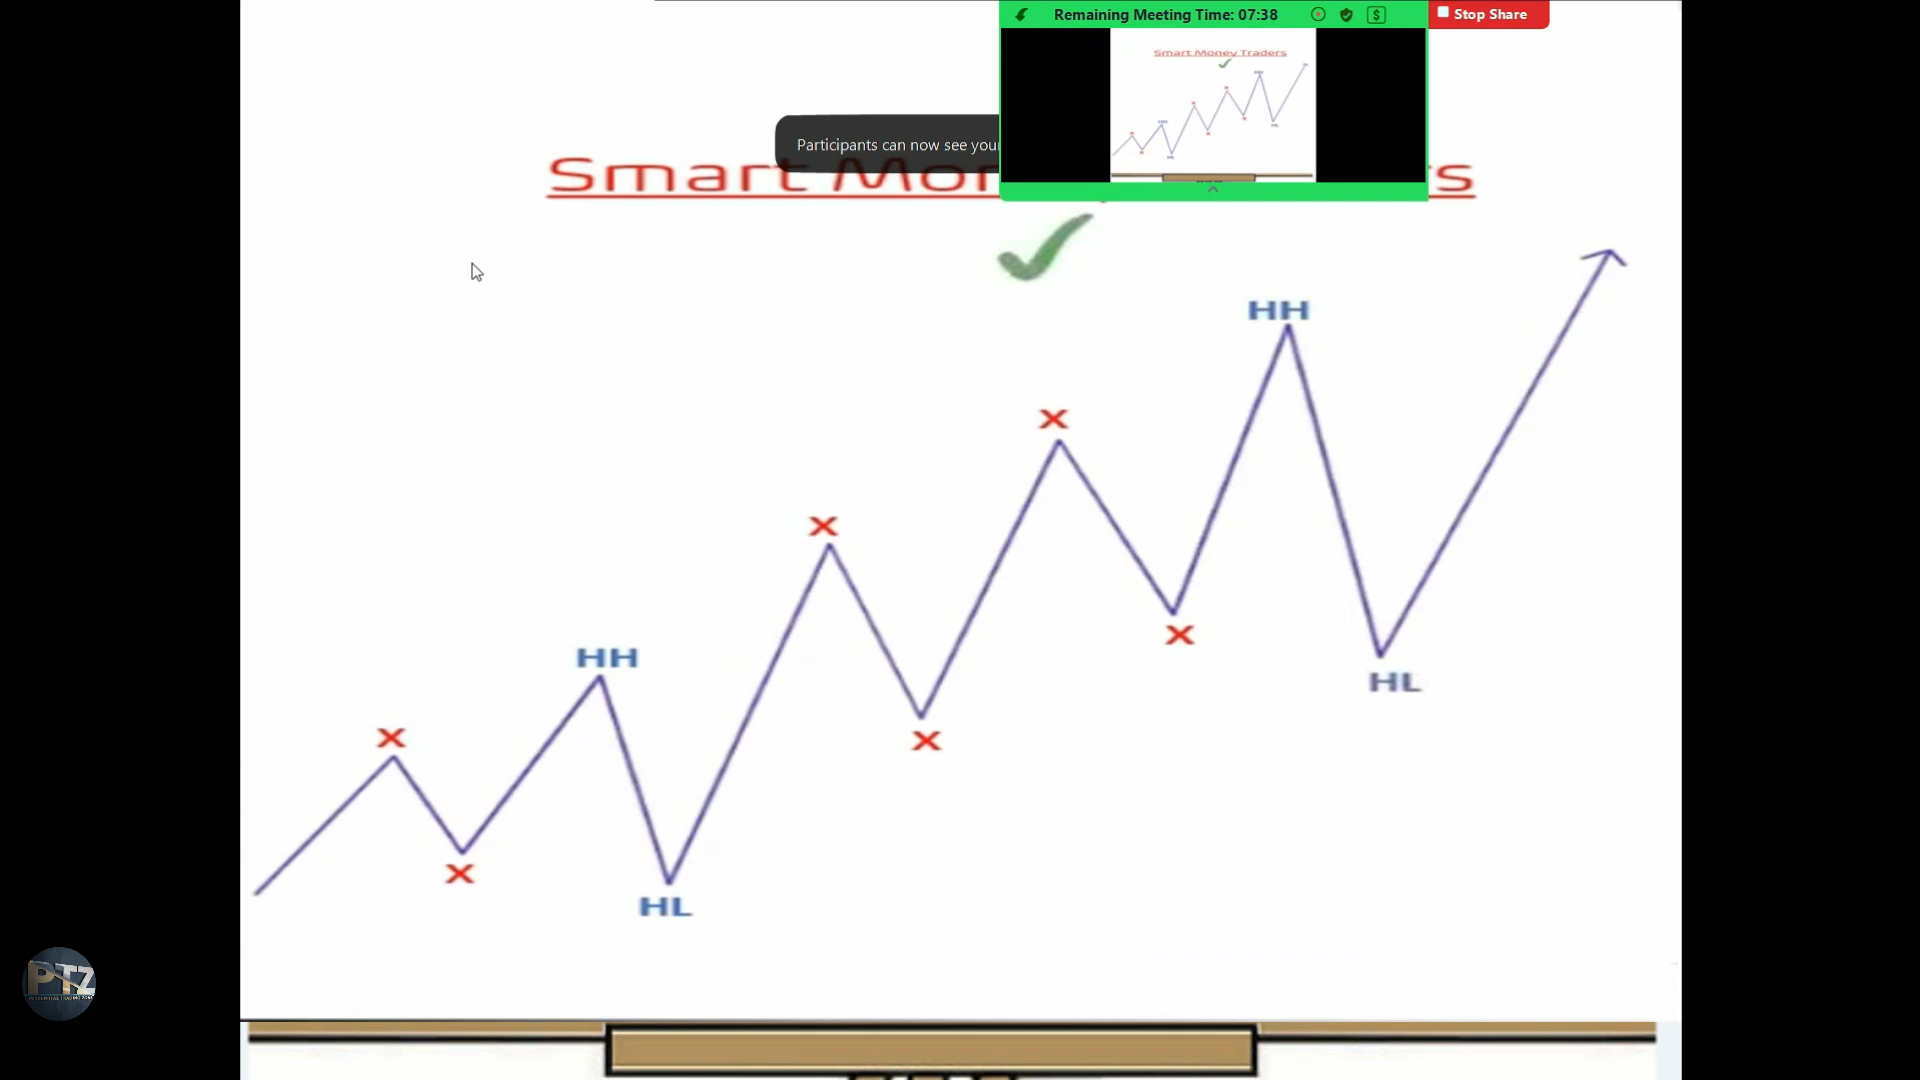 Remaining Meeting Time: 07:38
Stop Share
Smart Money Traders
Participants can now see your
Smart
HH
X
X
HH
X
X
X
HL
X
HL
PTZ